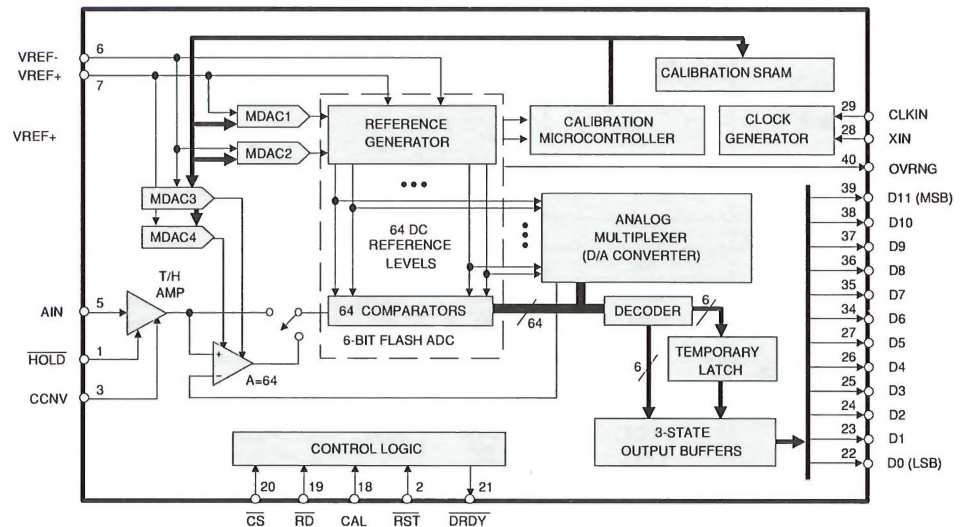 VREF-
6
VREF+
7
VREF+
MDAC1
MDAC2
MDAC3
MDAC4
REFERENCE
GENERATOR
CALIBRATION
MICROCONTROLLER
CALIBRATION SRAM
CLOCK
GENERATOR
29
CLKIN
28
XIN
40
OVRNG
64 DC
REFERENCE
LEVELS
ANALOG
MULTIPLEXER
(D/A CONVERTER)
T/H
AMP
AIN
5
HOLD
1
CCNV
3
+
−
A=64
64 COMPARATORS
6-BIT FLASH ADC
64
DECODER
6
6
TEMPORARY
LATCH
3-STATE
OUTPUT BUFFERS
39
D11 (MSB)
38
D10
37
D9
36
D8
35
D7
34
D6
27
D5
26
D4
25
D3
24
D2
23
D1
22
D0 (LSB)
CONTROL LOGIC
20
19
18
2
21
CS
RD
CAL
RST
DRDY